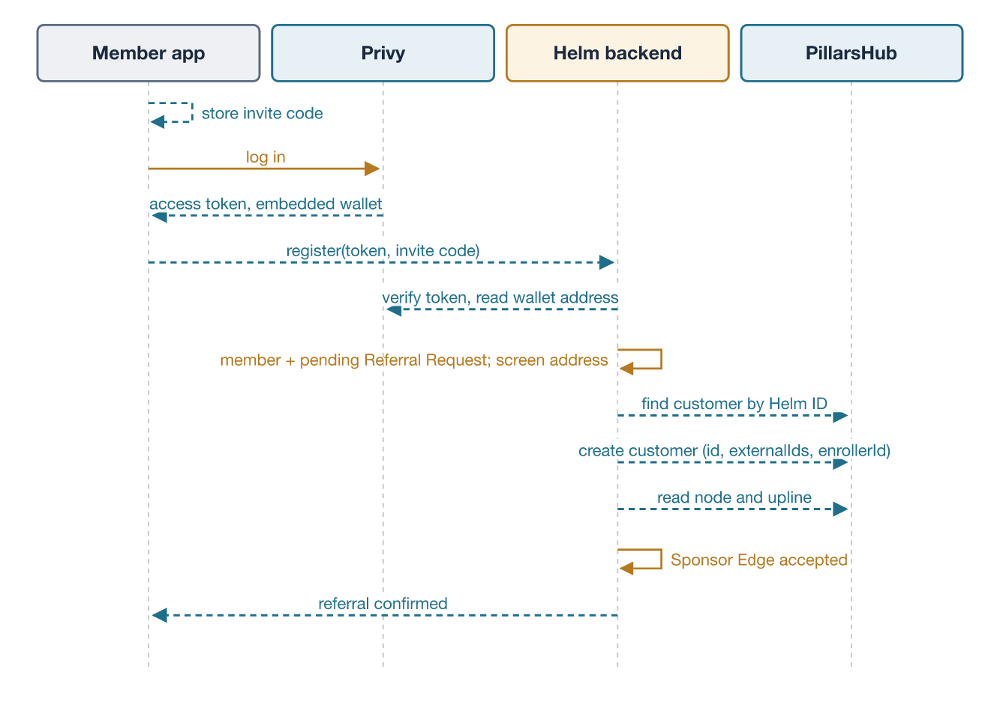 Member app
Privy
Helm backend
PillarsHub
store invite code
log in
access token, embedded wallet
register(token, invite code)
verify token, read wallet address
member + pending Referral Request; screen address
find customer by Helm ID
create customer (id, externalIds, enrollerId)
read node and upline
Sponsor Edge accepted
referral confirmed